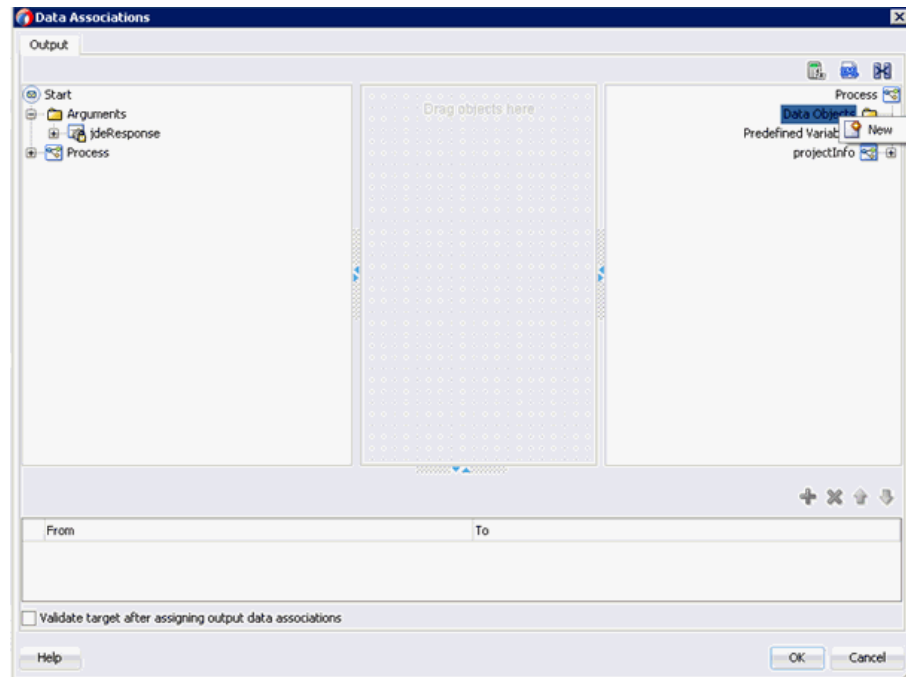 Data Associations
Output
Start
Arguments
jdeResponse
Process
Drag objects here
Process
Data Objects
New
Predefined Variab
projectInfo
From To
Validate target after assigning output data associations
Help OK Cancel